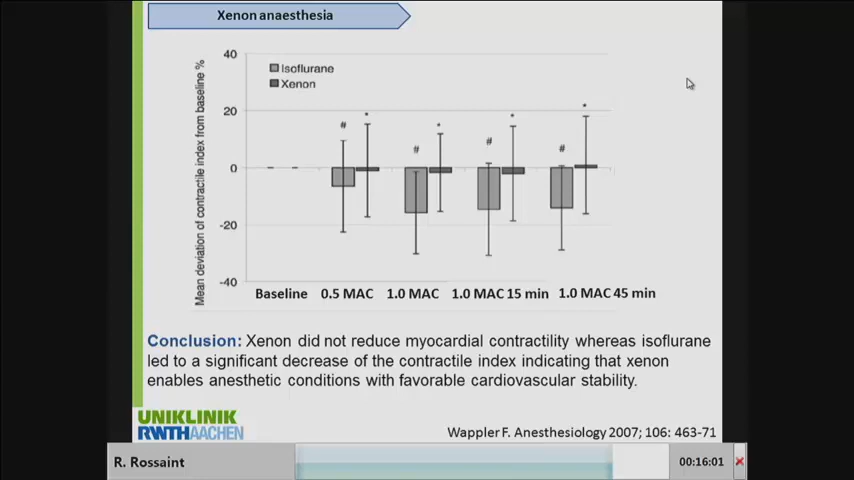 Xenon anaesthesia
Mean deviation of contractile index from baseline %
40
20
0
-20
-40
Isoflurane
Xenon
# * # * # * # *
Baseline 0.5 MAC 1.0 MAC 1.0 MAC 15 min 1.0 MAC 45 min
Conclusion: Xenon did not reduce myocardial contractility whereas isoflurane
led to a significant decrease of the contractile index indicating that xenon
enables anesthetic conditions with favorable cardiovascular stability.
UNIKLINIK
RWTHAACHEN
Wappler F. Anesthesiology 2007; 106: 463-71
R. Rossaint
00:16:01